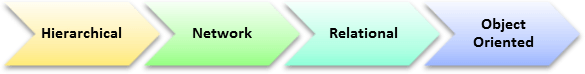 Hierarchical
Network
Relational
Object
Oriented